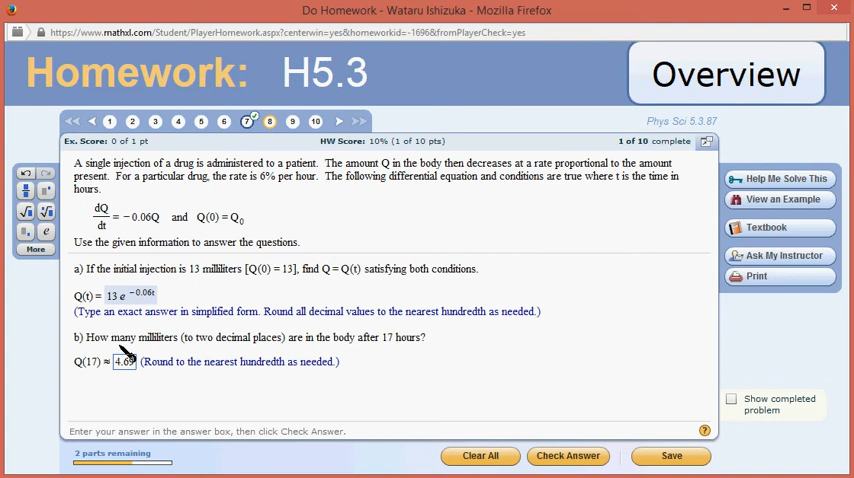 Do Homework - Wataru Ishizuka - Mozilla Firefox
https://www.mathxl.com/Student/PlayerHomework.aspx?centerwin=yes&homeworkid=-1696&fromPlayerCheck=yes
Homework: H5.3
Overview
1 2 3 4 5 6 7 8 9 10
Phys Sci 5.3.87
Ex. Score: 0 of 1 pt
HW Score: 10% (1 of 10 pts)
1 of 10 complete
A single injection of a drug is administered to a patient. The amount Q in the body then decreases at a rate proportional to the amount
present. For a particular drug, the rate is 6% per hour. The following differential equation and conditions are true where t is the time in
hours.
dQ/dt = −0.06Q and Q(0) = Q₀
Use the given information to answer the questions.
a) If the initial injection is 13 milliliters [Q(0) = 13], find Q = Q(t) satisfying both conditions.
Q(t) = 13 e^−0.06t
(Type an exact answer in simplified form. Round all decimal values to the nearest hundredth as needed.)
b) How many milliliters (to two decimal places) are in the body after 17 hours?
Q(17) ≈ 4.69 (Round to the nearest hundredth as needed.)
Enter your answer in the answer box, then click Check Answer.
?
2 parts remaining
Clear All
Check Answer
Save
e
More
Help Me Solve This
View an Example
Textbook
Ask My Instructor
Print
Show completed
problem